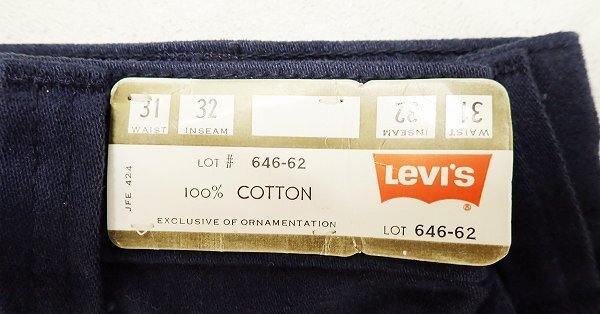 31 32 32 31
WAIST INSEAM INSEAM WAIST
LOT # 646-62
100% COTTON
EXCLUSIVE OF ORNAMENTATION
JFE 424
LEVI'S ®
LOT 646-62